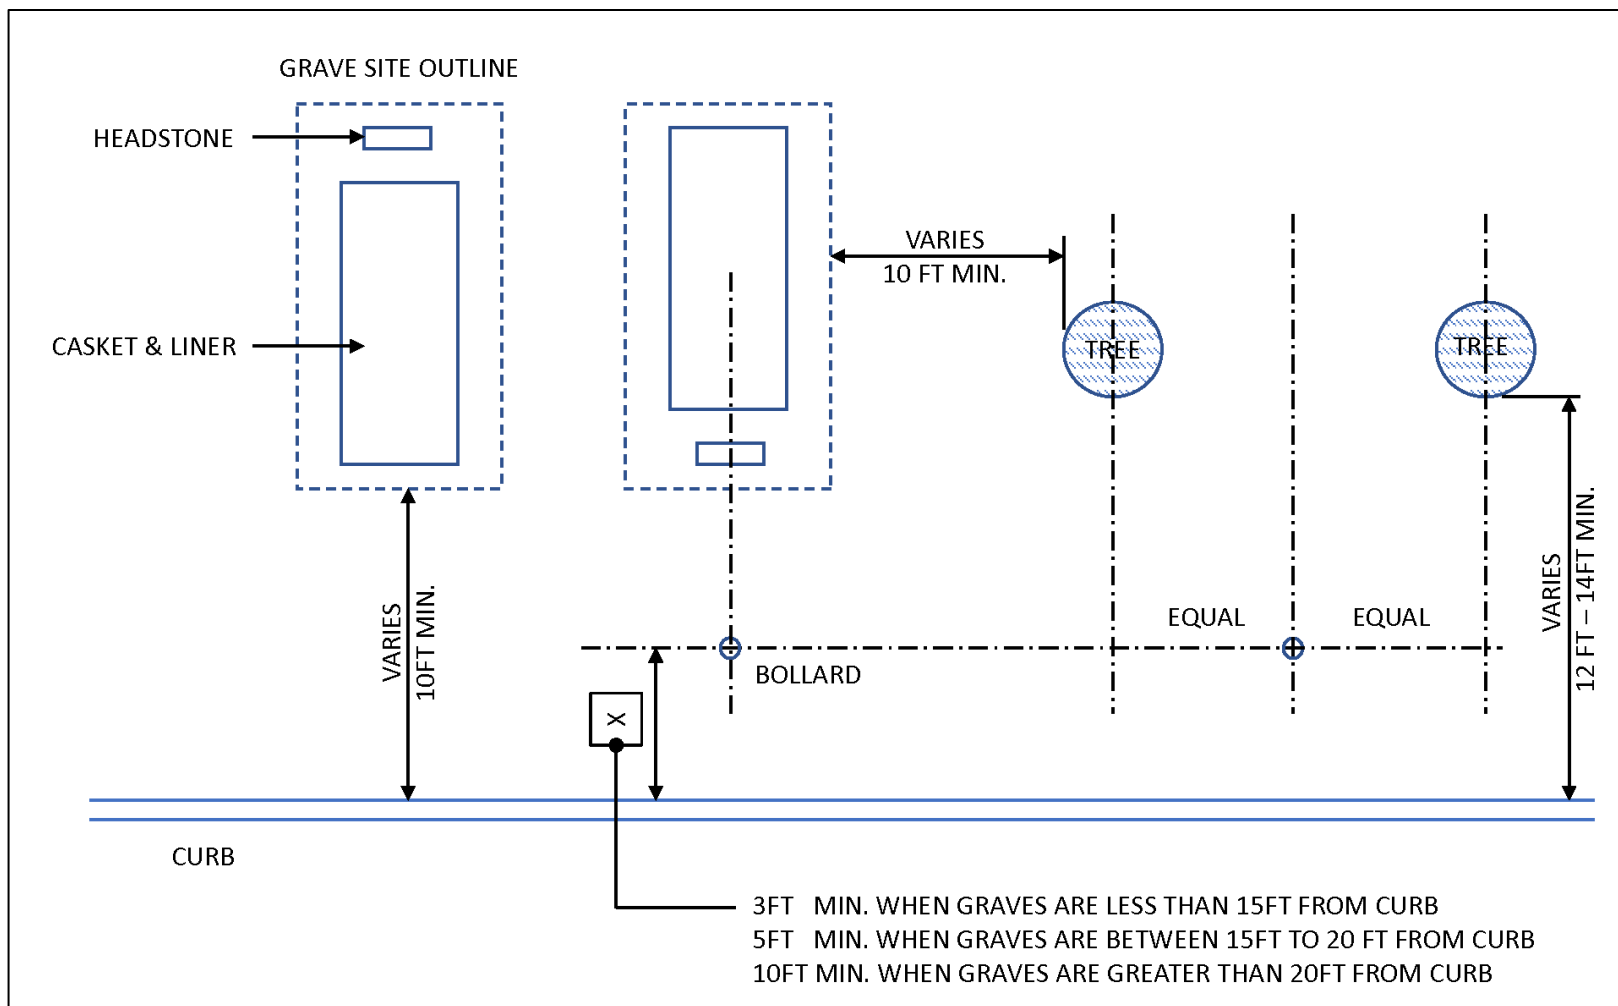 GRAVE SITE OUTLINE
HEADSTONE
CASKET & LINER
VARIES
10 FT MIN.
TREE
TREE
VARIES
10FT MIN.
EQUAL
EQUAL
VARIES
12 FT – 14FT MIN.
BOLLARD
X
CURB
3FT MIN. WHEN GRAVES ARE LESS THAN 15FT FROM CURB
5FT MIN. WHEN GRAVES ARE BETWEEN 15FT TO 20 FT FROM CURB
10FT MIN. WHEN GRAVES ARE GREATER THAN 20FT FROM CURB